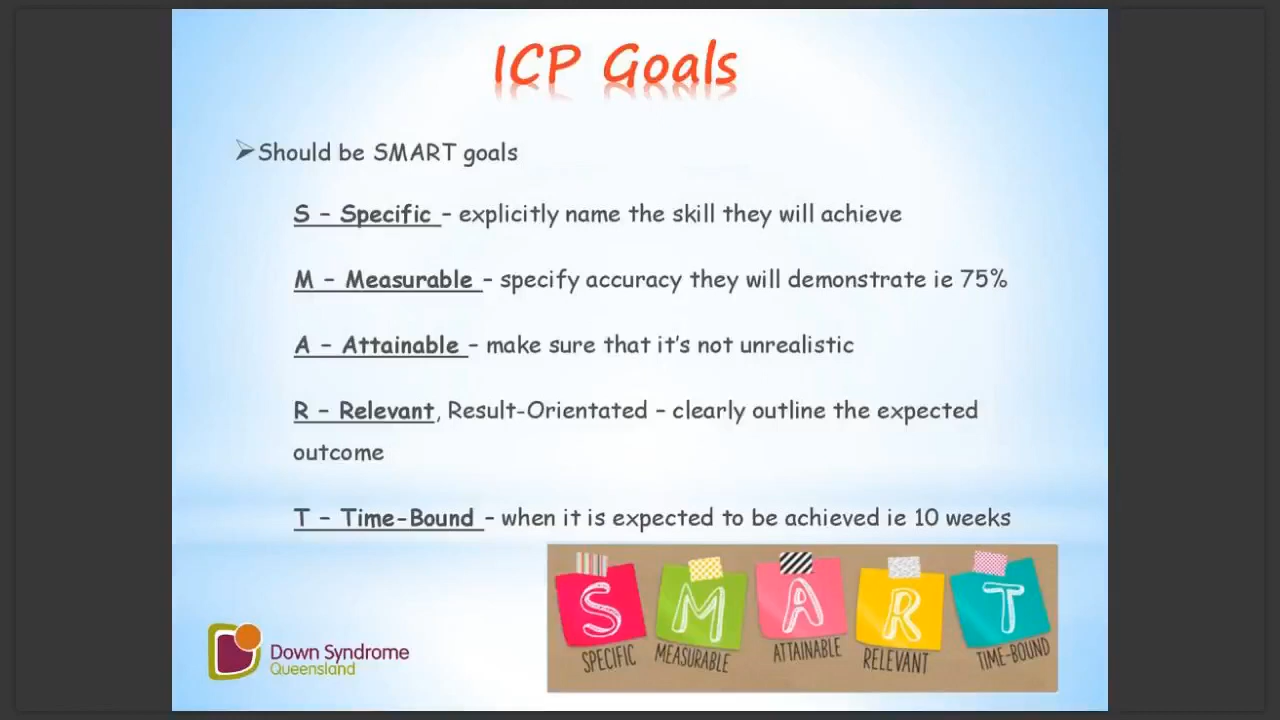 ICP Goals
Should be SMART goals
S – Specific – explicitly name the skill they will achieve
M – Measurable – specify accuracy they will demonstrate ie 75%
A – Attainable – make sure that it's not unrealistic
R – Relevant, Result-Orientated – clearly outline the expected
outcome
T – Time-Bound – when it is expected to be achieved ie 10 weeks
S M A R T
SPECIFIC MEASURABLE ATTAINABLE RELEVANT TIME-BOUND
Down Syndrome
Queensland